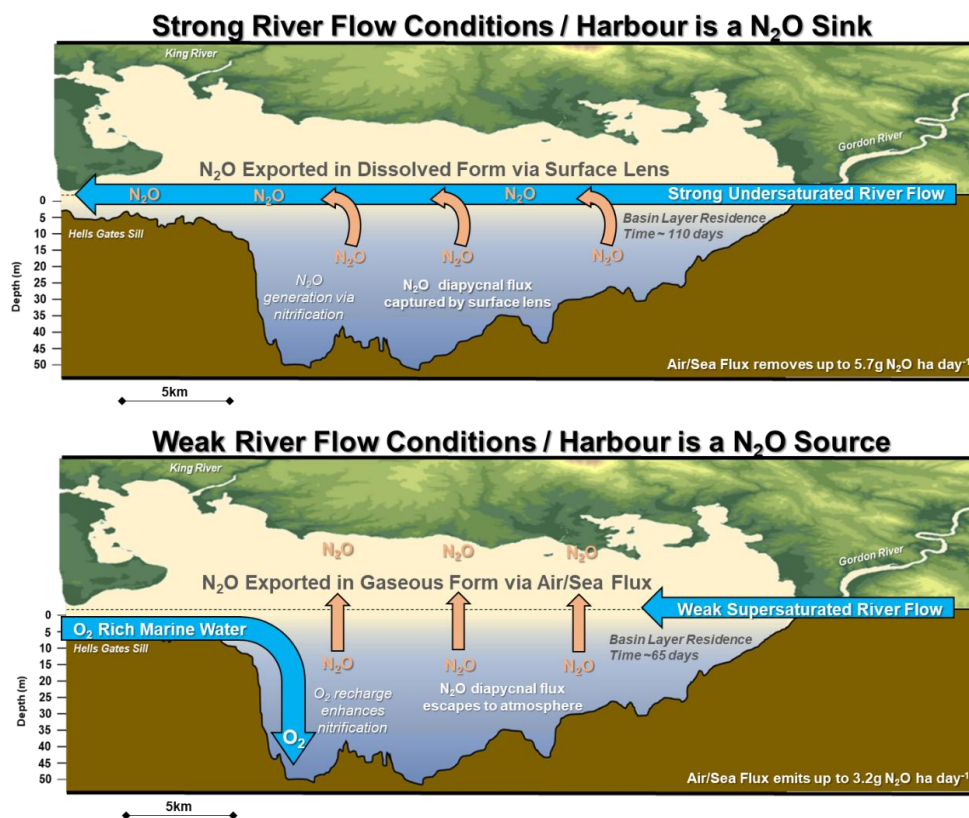 Strong River Flow Conditions / Harbour is a N₂O Sink
King River
Gordon River
N₂O Exported in Dissolved Form via Surface Lens
N₂O
N₂O
N₂O
Strong Undersaturated River Flow
Hells Gates Sill
Basin Layer Residence
Time ~ 110 days
N₂O
N₂O
N₂O
N₂O
generation via
nitrification
N₂O diapycnal flux
captured by surface lens
Depth (m)
0
5
10
15
20
25
30
35
40
45
50
Air/Sea Flux removes up to 5.7g N₂O ha day⁻¹
5km
Weak River Flow Conditions / Harbour is a N₂O Source
King River
Gordon River
N₂O
N₂O
N₂O
N₂O Exported in Gaseous Form via Air/Sea Flux
Weak Supersaturated River Flow
O₂ Rich Marine Water
Hells Gates Sill
Basin Layer Residence
Time ~65 days
N₂O
N₂O
N₂O
O₂ recharge
enhances
nitrification
N₂O diapycnal flux
escapes to atmosphere
O₂
Depth (m)
0
5
10
15
20
25
30
35
40
45
50
Air/Sea Flux emits up to 3.2g N₂O ha day⁻¹
5km